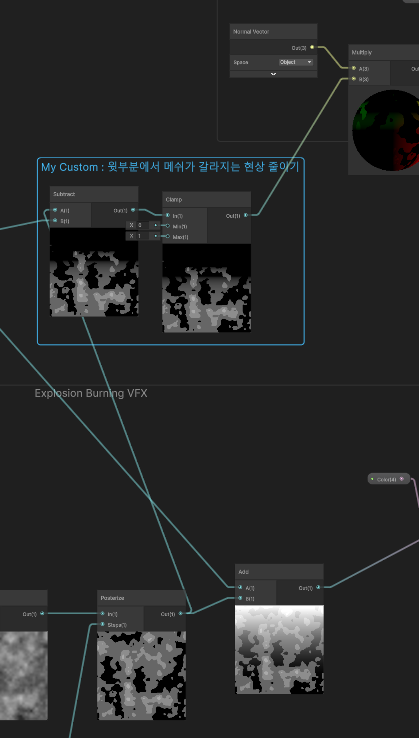 Normal Vector
Out(3)
Space
Object
Multiply
A(3)
B(3)
Out
My Custom : 윗부분에서 메쉬가 갈라지는 현상 줄이기
Subtract
A(1)
B(1)
Out(1)
Clamp
In(1)
Min(1)
Max(1)
Out(1)
X 0
X 1
Explosion Burning VFX
Color(4)
Add
A(1)
B(1)
Out(1)
Out(1)
Posterize
In(1)
Steps(1)
Out(1)